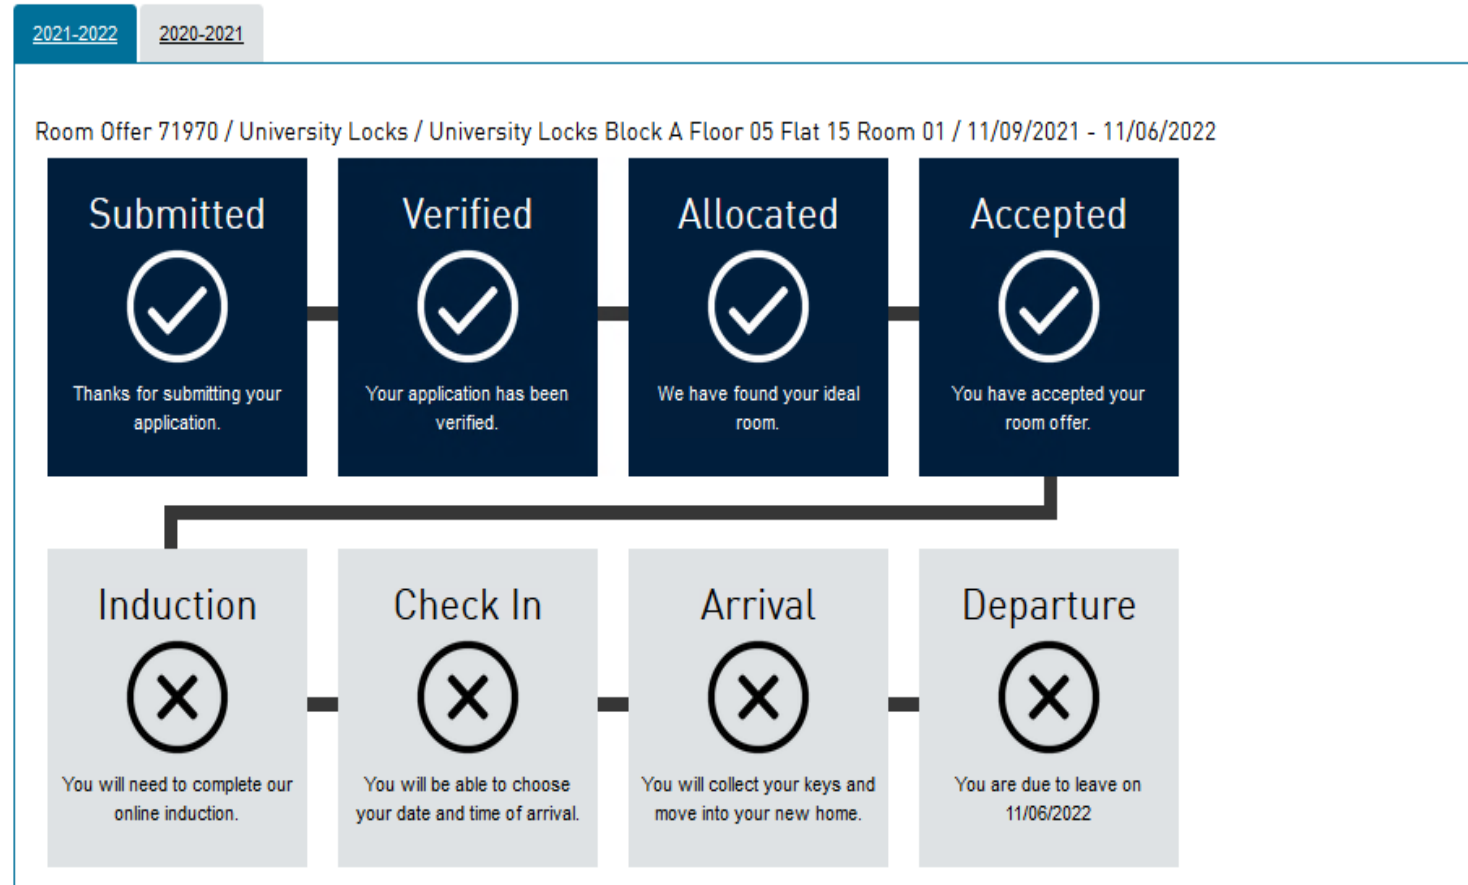 2021-2022 2020-2021
Room Offer 71970 / University Locks / University Locks Block A Floor 05 Flat 15 Room 01 / 11/09/2021 - 11/06/2022
Submitted
Thanks for submitting your
application.
Verified
Your application has been
verified.
Allocated
We have found your ideal
room.
Accepted
You have accepted your
room offer.
Induction
You will need to complete our
online induction.
Check In
You will be able to choose
your date and time of arrival.
Arrival
You will collect your keys and
move into your new home.
Departure
You are due to leave on
11/06/2022